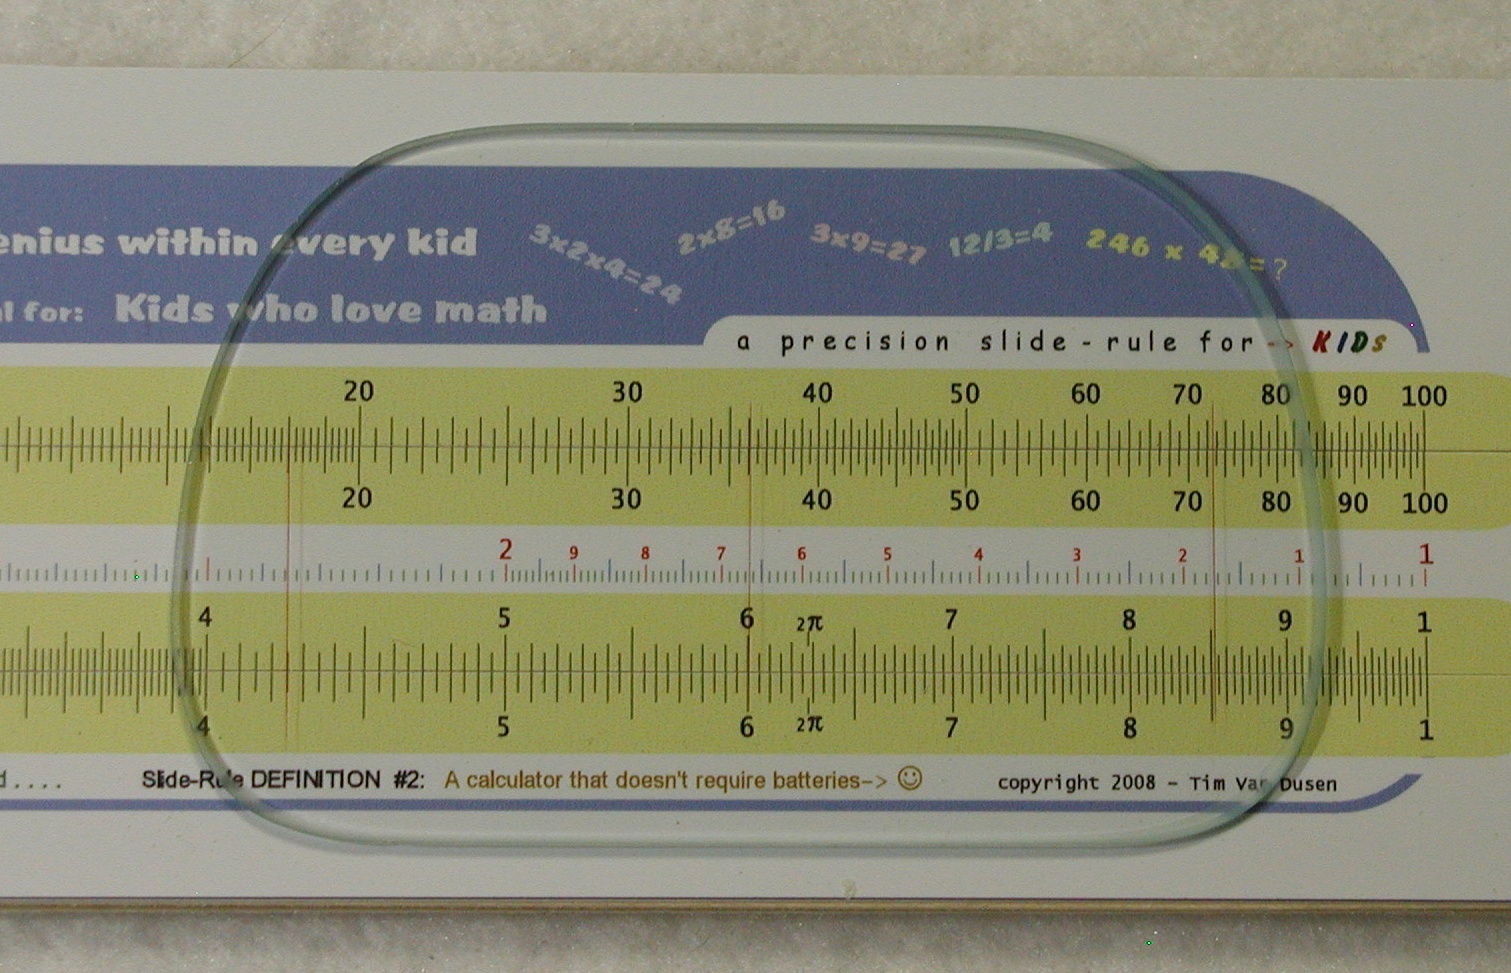 enius within every kid
3x2x4=24 2x8=16 3x9=27 12/3=4 246 x 48=?
l for: Kids who love math
a precision slide-rule for-> KIDs
20 30 40 50 60 70 80 90 100
20 30 40 50 60 70 80 90 100
2 9 8 7 6 5 4 3 2 1 1
4 5 6 2π 7 8 9 1
4 5 6 2π 7 8 9 1
d.... Slide-Rule DEFINITION #2: A calculator that doesn't require batteries-> ☺ copyright 2008 - Tim Van Dusen